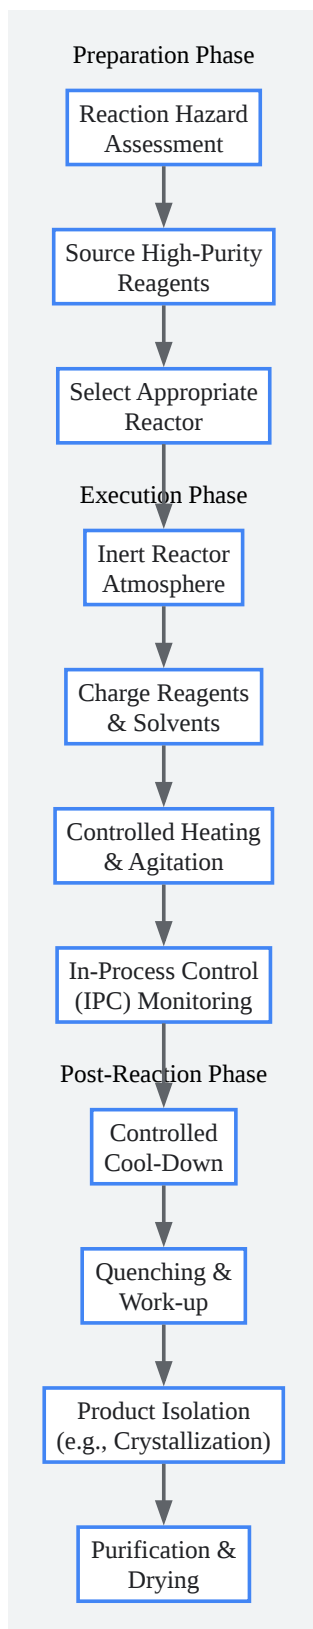 Preparation Phase
Reaction Hazard
Assessment
Source High-Purity
Reagents
Select Appropriate
Reactor
Execution Phase
Inert Reactor
Atmosphere
Charge Reagents
& Solvents
Controlled Heating
& Agitation
In-Process Control
(IPC) Monitoring
Post-Reaction Phase
Controlled
Cool-Down
Quenching &
Work-up
Product Isolation
(e.g., Crystallization)
Purification &
Drying